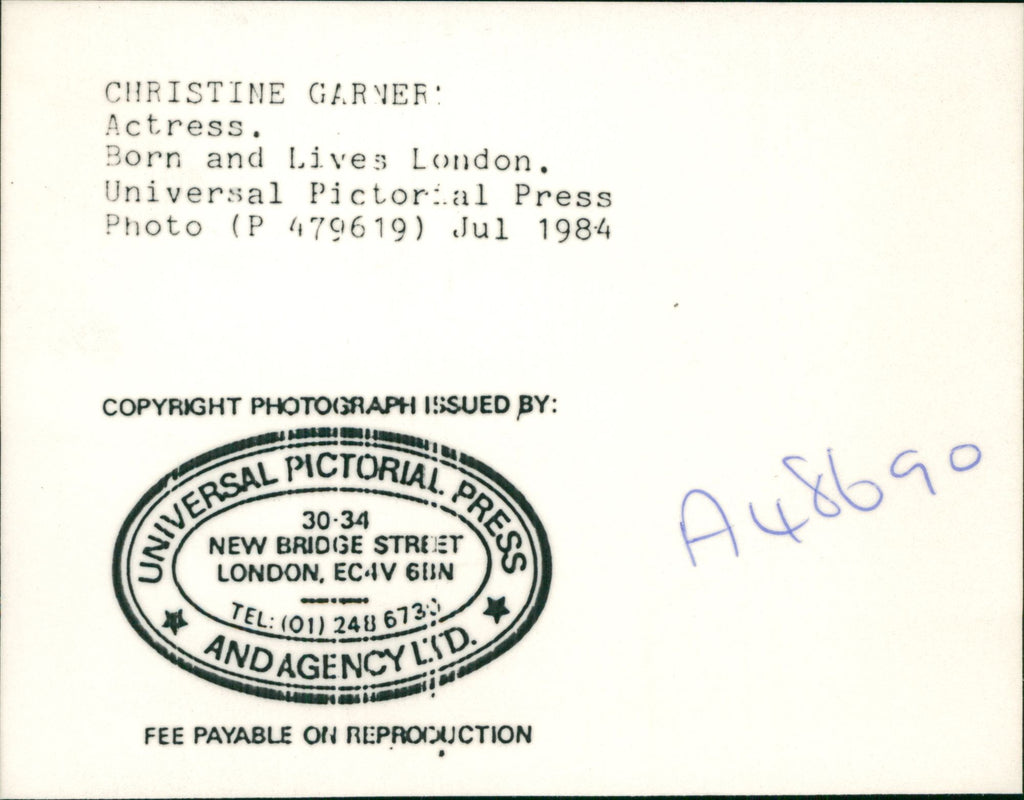 CHRISTINE GARNER:
Actress.
Born and Lives London.
Universal Pictorial Press
Photo (P 479619) Jul 1984
COPYRIGHT PHOTOGRAPH ISSUED BY:
UNIVERSAL PICTORIAL PRESS
30-34
NEW BRIDGE STREET
LONDON, EC4V 6BN
TEL: (01) 248 673
AND AGENCY LTD.
FEE PAYABLE ON REPRODUCTION
A48690